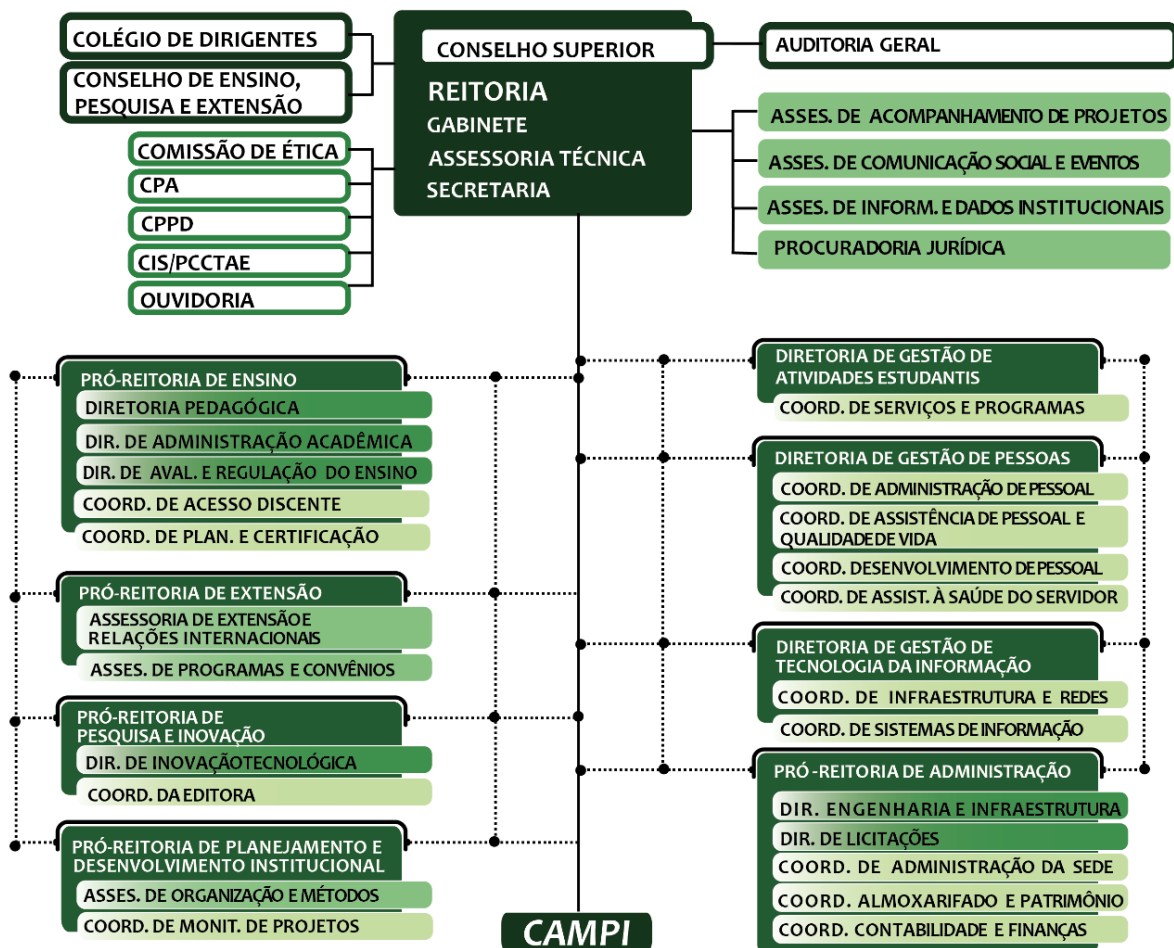 COLÉGIO DE DIRIGENTES
CONSELHO DE ENSINO,
PESQUISA E EXTENSÃO
COMISSÃO DE ÉTICA
CPA
CPPD
CIS/PCCTAE
OUVIDORIA
CONSELHO SUPERIOR
REITORIA
GABINETE
ASSESSORIA TÉCNICA
SECRETARIA
AUDITORIA GERAL
ASSES. DE ACOMPANHAMENTO DE PROJETOS
ASSES. DE COMUNICAÇÃO SOCIAL E EVENTOS
ASSES. DE INFORM. E DADOS INSTITUCIONAIS
PROCURADORIA JURÍDICA
PRÓ-REITORIA DE ENSINO
DIRETORIA PEDAGÓGICA
DIR. DE ADMINISTRAÇÃO ACADÊMICA
DIR. DE AVAL. E REGULAÇÃO DO ENSINO
COORD. DE ACESSO DISCENTE
COORD. DE PLAN. E CERTIFICAÇÃO
PRÓ-REITORIA DE EXTENSÃO
ASSESSORIA DE EXTENSÃO E
RELAÇÕES INTERNACIONAIS
ASSES. DE PROGRAMAS E CONVÊNIOS
PRÓ-REITORIA DE
PESQUISA E INOVAÇÃO
DIR. DE INOVAÇÃO TECNOLÓGICA
COORD. DA EDITORA
PRÓ-REITORIA DE PLANEJAMENTO E
DESENVOLVIMENTO INSTITUCIONAL
ASSES. DE ORGANIZAÇÃO E MÉTODOS
COORD. DE MONIT. DE PROJETOS
DIRETORIA DE GESTÃO DE
ATIVIDADES ESTUDANTIS
COORD. DE SERVIÇOS E PROGRAMAS
DIRETORIA DE GESTÃO DE PESSOAS
COORD. DE ADMINISTRAÇÃO DE PESSOAL
COORD. DE ASSISTÊNCIA DE PESSOAL E
QUALIDADE DE VIDA
COORD. DESENVOLVIMENTO DE PESSOAL
COORD. DE ASSIST. À SAÚDE DO SERVIDOR
DIRETORIA DE GESTÃO DE
TECNOLOGIA DA INFORMAÇÃO
COORD. DE INFRAESTRUTURA E REDES
COORD. DE SISTEMAS DE INFORMAÇÃO
PRÓ-REITORIA DE ADMINISTRAÇÃO
DIR. ENGENHARIA E INFRAESTRUTURA
DIR. DE LICITAÇÕES
COORD. DE ADMINISTRAÇÃO DA SEDE
COORD. ALMOXARIFADO E PATRIMÔNIO
COORD. CONTABILIDADE E FINANÇAS
CAMPI